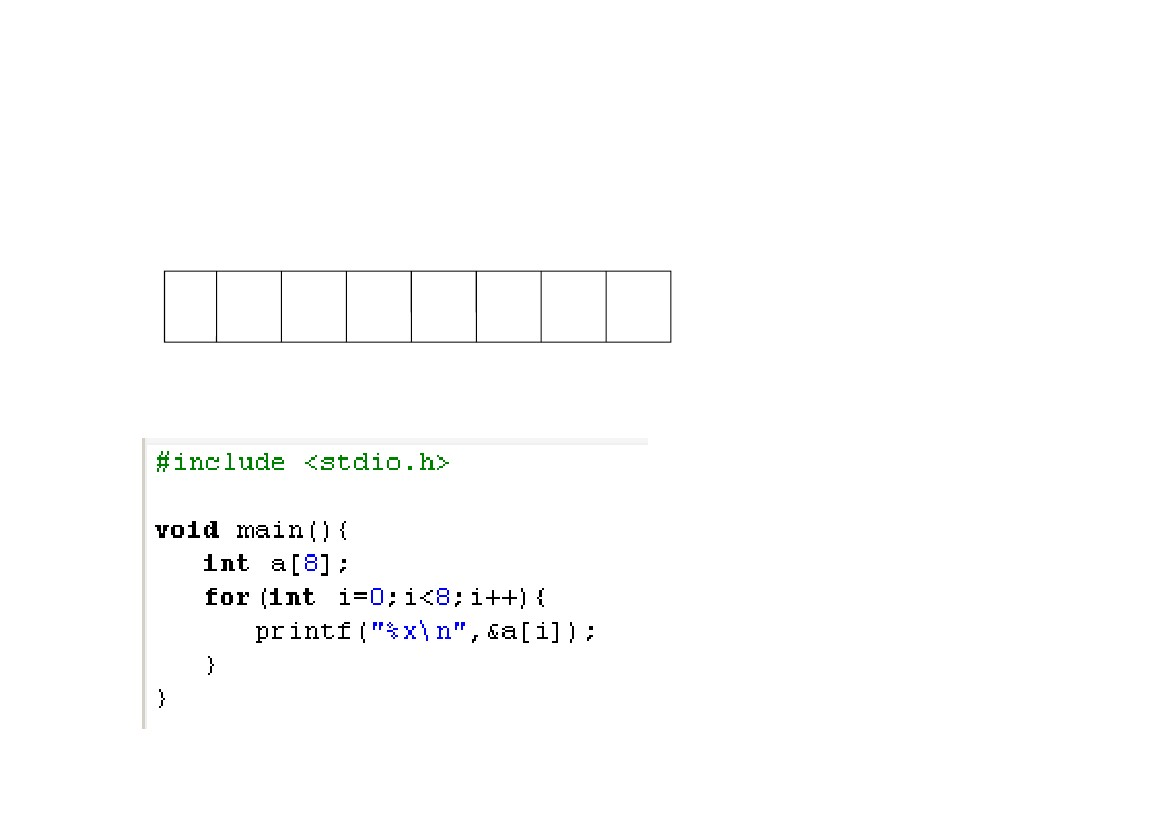 #include <stdio.h>
void main(){
int a[8];
for(int i=0;i<8;i++){
printf("%x\n",&a[i]);
}
}